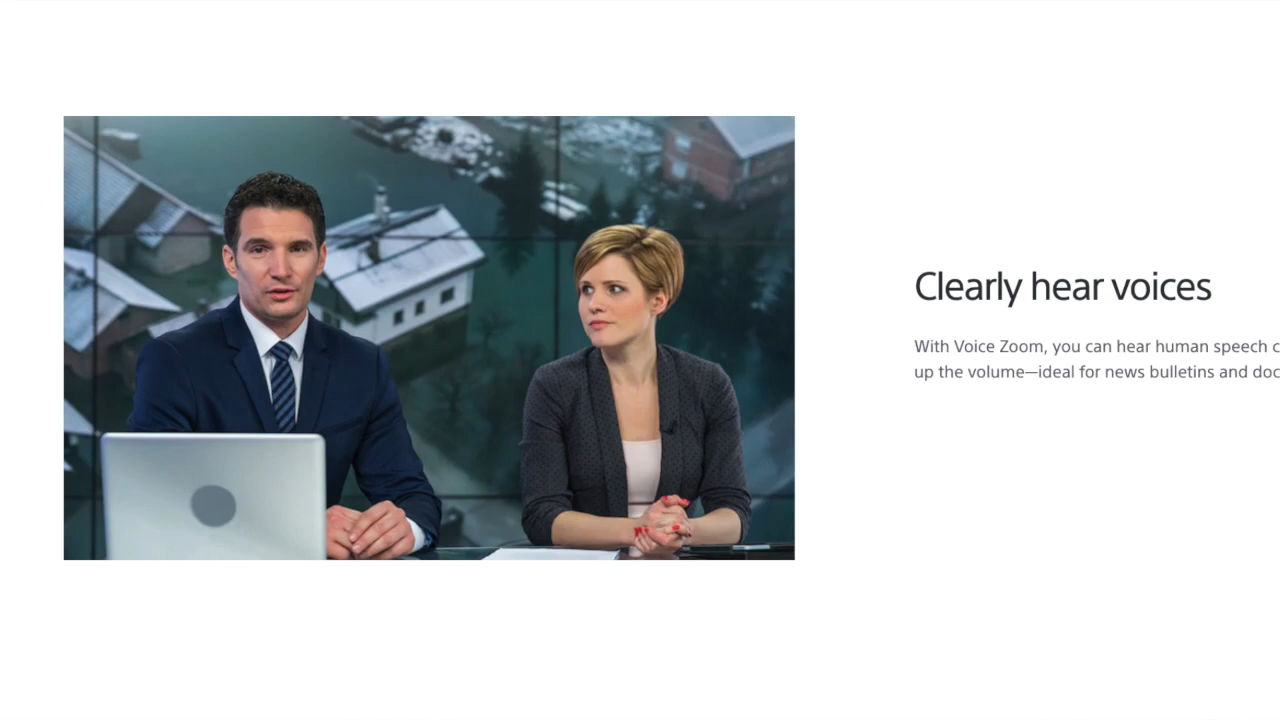 Clearly hear voices
With Voice Zoom, you can hear human speech c
up the volume—ideal for news bulletins and doc